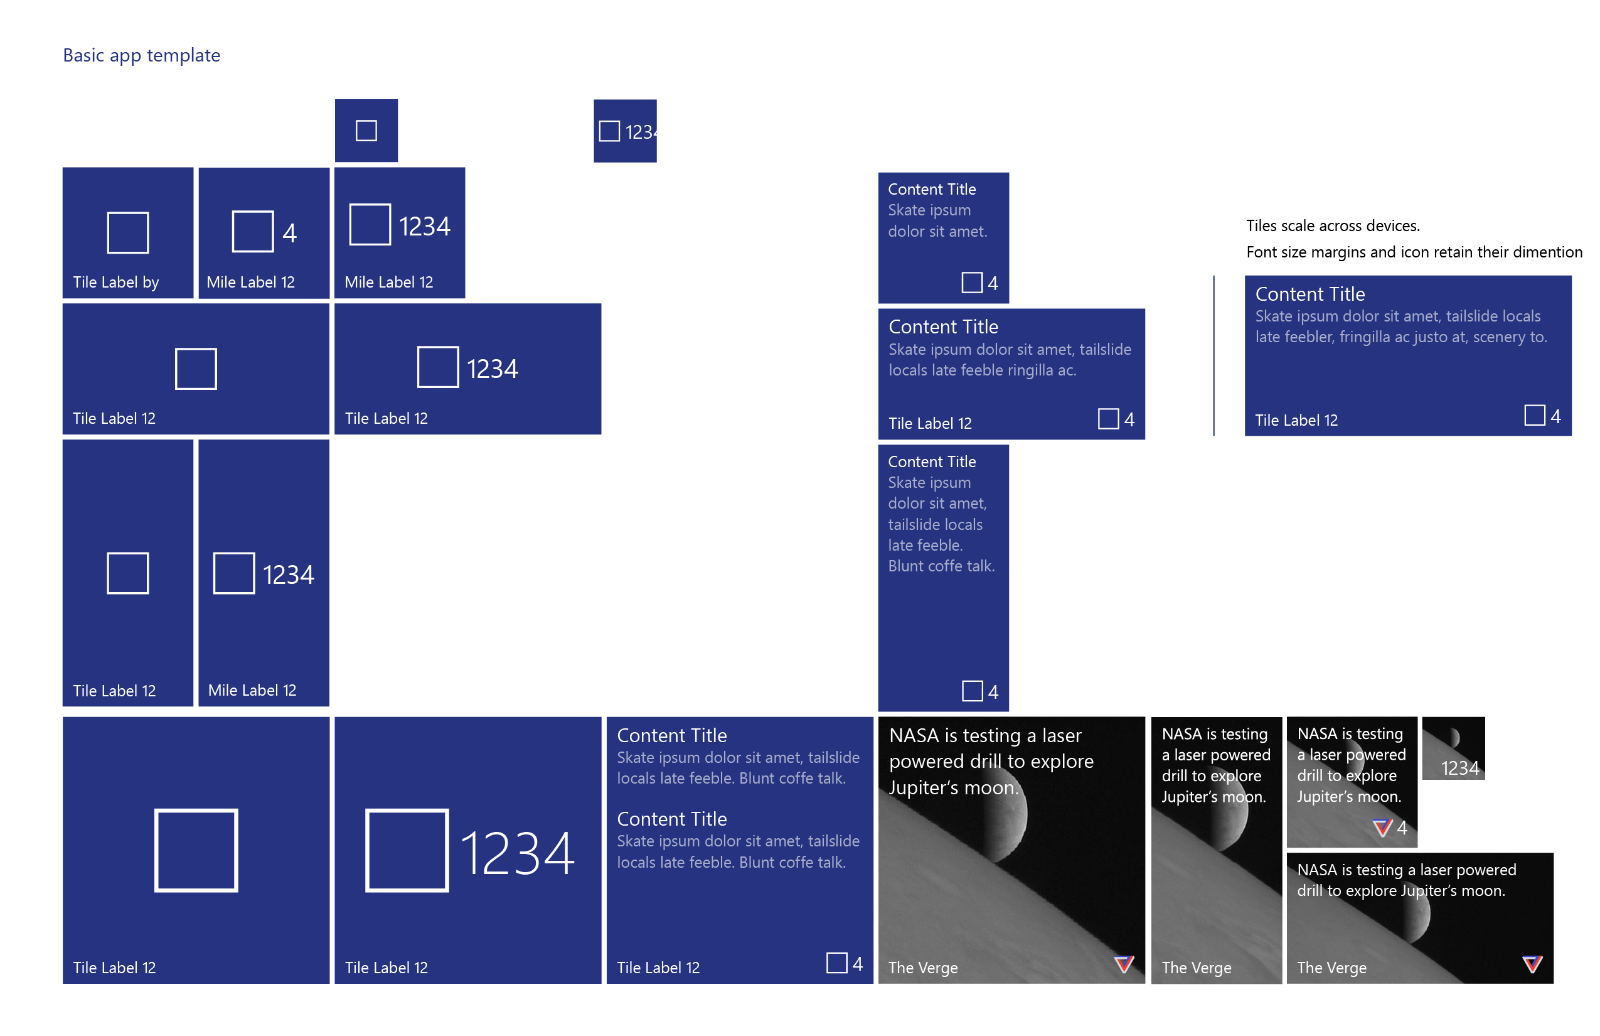 Basic app template
1234
Tile Label by
4
Mile Label 12
1234
Mile Label 12
Content Title
Skate ipsum
dolor sit amet.
4
Tiles scale across devices.
Font size margins and icon retain their dimention
Tile Label 12
1234
Tile Label 12
Content Title
Skate ipsum dolor sit amet, tailslide
locals late feeble ringilla ac.
Tile Label 12
4
Content Title
Skate ipsum dolor sit amet, tailslide locals
late feebler, fringilla ac justo at, scenery to.
Tile Label 12
4
Tile Label 12
1234
Mile Label 12
Content Title
Skate ipsum
dolor sit amet,
tailslide locals
late feeble.
Blunt coffe talk.
4
Tile Label 12
1234
Tile Label 12
Content Title
Skate ipsum dolor sit amet, tailslide
locals late feeble. Blunt coffe talk.
Content Title
Skate ipsum dolor sit amet, tailslide
locals late feeble. Blunt coffe talk.
Tile Label 12
4
NASA is testing a laser
powered drill to explore
Jupiter's moon.
The Verge
NASA is testing
a laser powered
drill to explore
Jupiter's moon.
The Verge
NASA is testing
a laser powered
drill to explore
Jupiter's moon.
4
1234
NASA is testing a laser powered
drill to explore Jupiter's moon.
The Verge